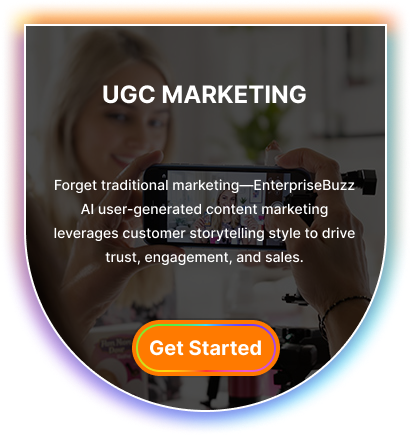 UGC MARKETING
Forget traditional marketing—EnterpriseBuzz
AI user-generated content marketing
leverages customer storytelling style to drive
trust, engagement, and sales.
Get Started